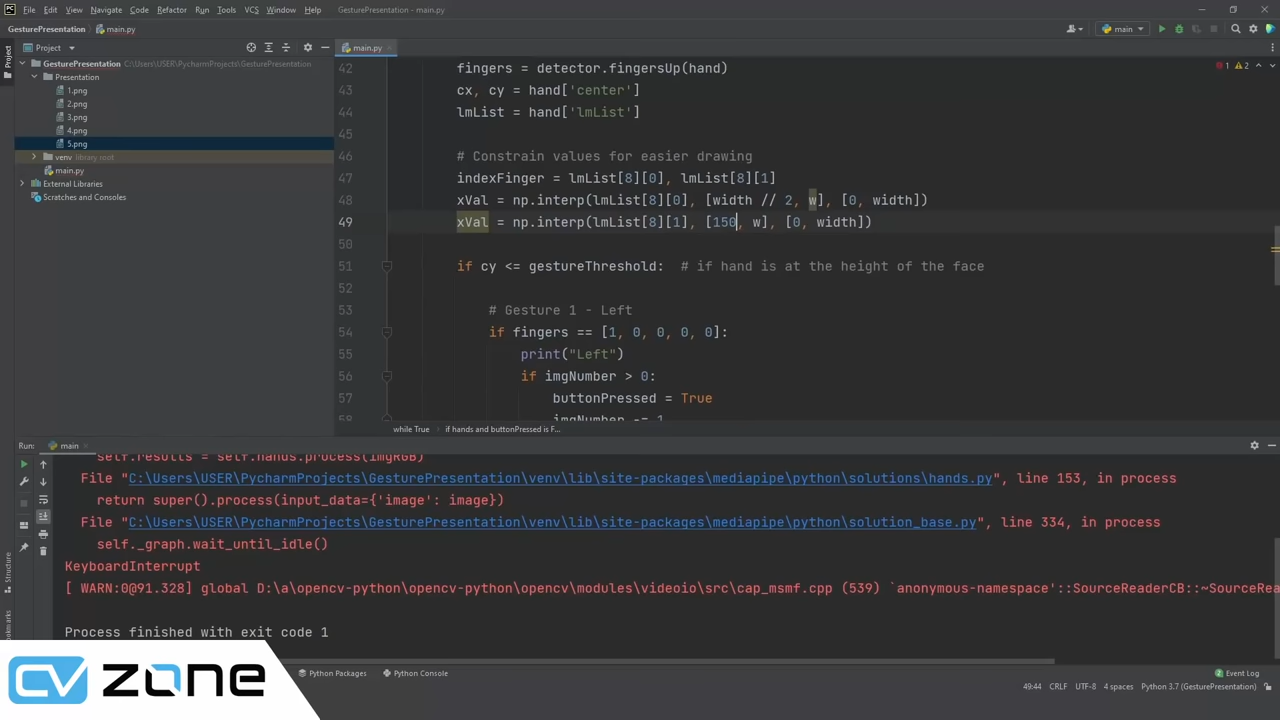 PC
File Edit View Navigate Code Refactor Run Tools VCS Window Help GesturePresentation - main.py
GesturePresentation main.py main
Project
main.py
GesturePresentation C:\Users\USER\PycharmProjects\GesturePresentation
Presentation
1.png
2.png
3.png
4.png
5.png
venv library root
main.py
External Libraries
Scratches and Consoles
Project
1 2
42 fingers = detector.fingersUp(hand)
43 cx, cy = hand['center']
44 lmList = hand['lmList']
45
46 # Constrain values for easier drawing
47 indexFinger = lmList[8][0], lmList[8][1]
48 xVal = np.interp(lmList[8][0], [width // 2, w], [0, width])
49 xVal = np.interp(lmList[8][1], [150, w], [0, width])
50
51 if cy <= gestureThreshold: # if hand is at the height of the face
52
53 # Gesture 1 - Left
54 if fingers == [1, 0, 0, 0, 0]:
55 print("Left")
56 if imgNumber > 0:
57 buttonPressed = True
58 imgNumber -= 1
while True if hands and buttonPressed is F...
Run: main
self.results = self.hands.process(imgRGB)
File "C:\Users\USER\PycharmProjects\GesturePresentation\venv\lib\site-packages\mediapipe\python\solutions\hands.py", line 153, in process
return super().process(input_data={'image': image})
File "C:\Users\USER\PycharmProjects\GesturePresentation\venv\lib\site-packages\mediapipe\python\solution_base.py", line 334, in process
self._graph.wait_until_idle()
KeyboardInterrupt
[ WARN:0@91.328] global D:\a\opencv-python\opencv-python\opencv\modules\videoio\src\cap_msmf.cpp (539) `anonymous-namespace'::SourceReaderCB::~SourceRea
Process finished with exit code 1
Structure
CV zone
Python Packages Python Console Event Log
49:44 CRLF UTF-8 4 spaces Python 3.7 (GesturePresentation)